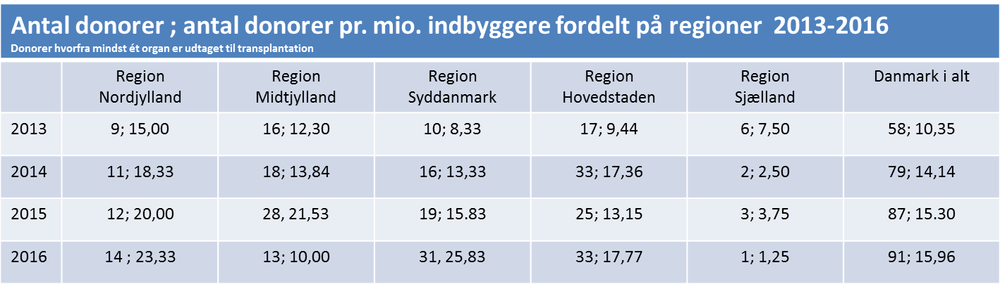 Antal donorer ; antal donorer pr. mio. indbyggere fordelt på regioner 2013-2016
Donorer hvorfra mindst ét organ er udtaget til transplantation
Region Nordjylland Region Midtjylland Region Syddanmark Region Hovedstaden Region Sjælland Danmark i alt
2013 9; 15,00 16; 12,30 10; 8,33 17; 9,44 6; 7,50 58; 10,35
2014 11; 18,33 18; 13,84 16; 13,33 33; 17,36 2; 2,50 79; 14,14
2015 12; 20,00 28, 21,53 19; 15.83 25; 13,15 3; 3,75 87; 15.30
2016 14 ; 23,33 13; 10,00 31, 25,83 33; 17,77 1; 1,25 91; 15,96